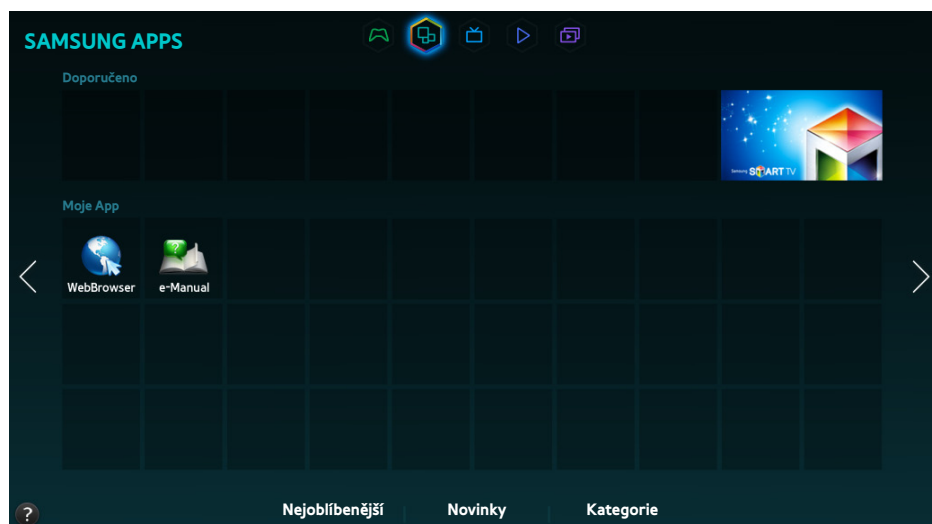 SAMSUNG APPS
Doporučeno
Samsung SMART TV
Moje App
?
WebBrowser
e-Manual
?
Nejoblíbenější
Novinky
Kategorie